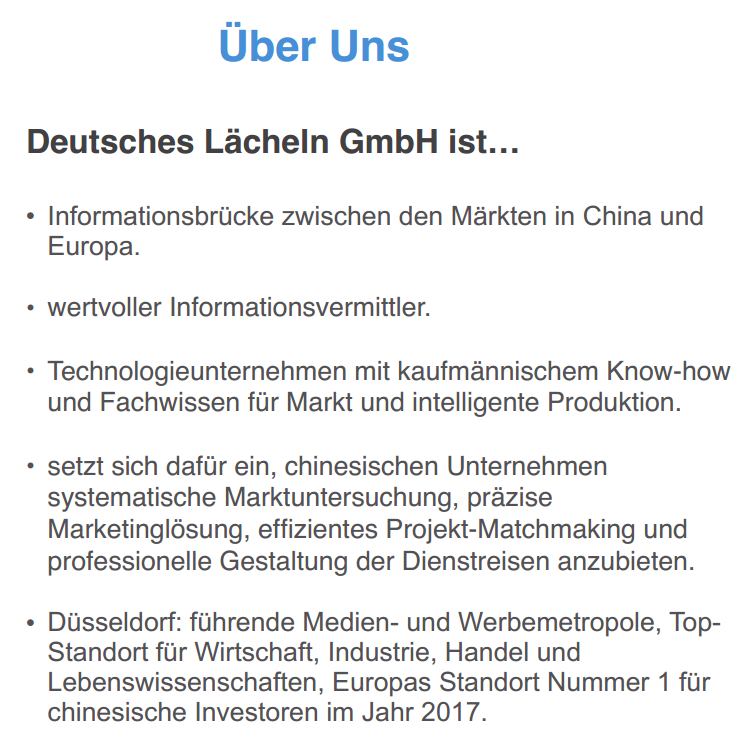 Über Uns
Deutsches Lächeln GmbH ist…
• Informationsbrücke zwischen den Märkten in China und
Europa.
• wertvoller Informationsvermittler.
• Technologieunternehmen mit kaufmännischem Know-how
und Fachwissen für Markt und intelligente Produktion.
• setzt sich dafür ein, chinesischen Unternehmen
systematische Marktuntersuchung, präzise
Marketinglösung, effizientes Projekt-Matchmaking und
professionelle Gestaltung der Dienstreisen anzubieten.
• Düsseldorf: führende Medien- und Werbemetropole, Top-
Standort für Wirtschaft, Industrie, Handel und
Lebenswissenschaften, Europas Standort Nummer 1 für
chinesische Investoren im Jahr 2017.